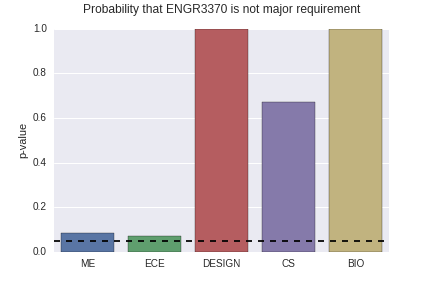 Probability that ENGR3370 is not major requirement
1.0
0.8
0.6
0.4
0.2
0.0
p-value
ME ECE DESIGN CS BIO